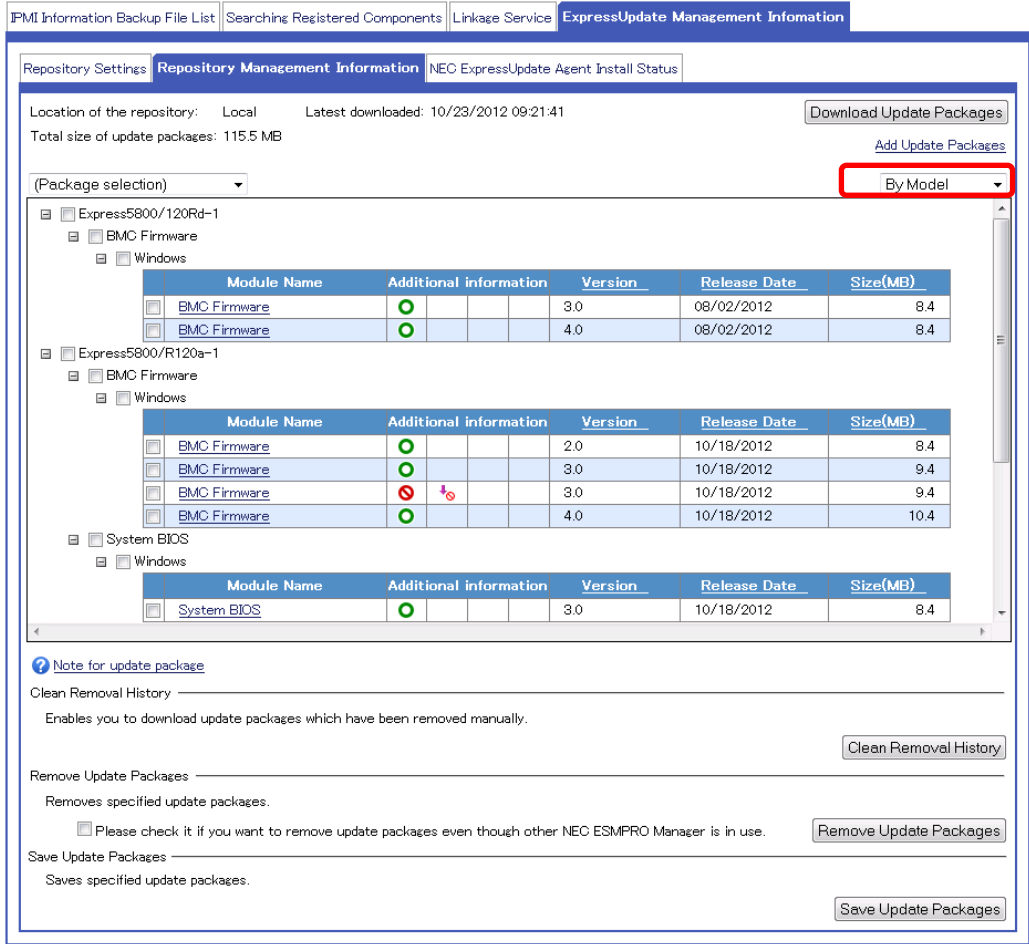 IPMI Information Backup File List Searching Registered Components Linkage Service ExpressUpdate Management Infomation
Repository Settings Repository Management Information NEC ExpressUpdate Agent Install Status
Location of the repository: Local Latest downloaded: 10/23/2012 09:21:41 Download Update Packages
Total size of update packages: 115.5 MB
Add Update Packages
(Package selection) By Model
Express5800/120Rd-1
BMC Firmware
Windows
Module Name Additional information Version Release Date Size(MB)
BMC Firmware 3.0 08/02/2012 8.4
BMC Firmware 4.0 08/02/2012 8.4
Express5800/R120a-1
BMC Firmware
Windows
Module Name Additional information Version Release Date Size(MB)
BMC Firmware 2.0 10/18/2012 8.4
BMC Firmware 3.0 10/18/2012 9.4
BMC Firmware 3.0 10/18/2012 9.4
BMC Firmware 4.0 10/18/2012 10.4
System BIOS
Windows
Module Name Additional information Version Release Date Size(MB)
System BIOS 3.0 10/18/2012 8.4
Note for update package
Clean Removal History
Enables you to download update packages which have been removed manually.
Clean Removal History
Remove Update Packages
Removes specified update packages.
Please check it if you want to remove update packages even though other NEC ESMPRO Manager is in use. Remove Update Packages
Save Update Packages
Saves specified update packages.
Save Update Packages